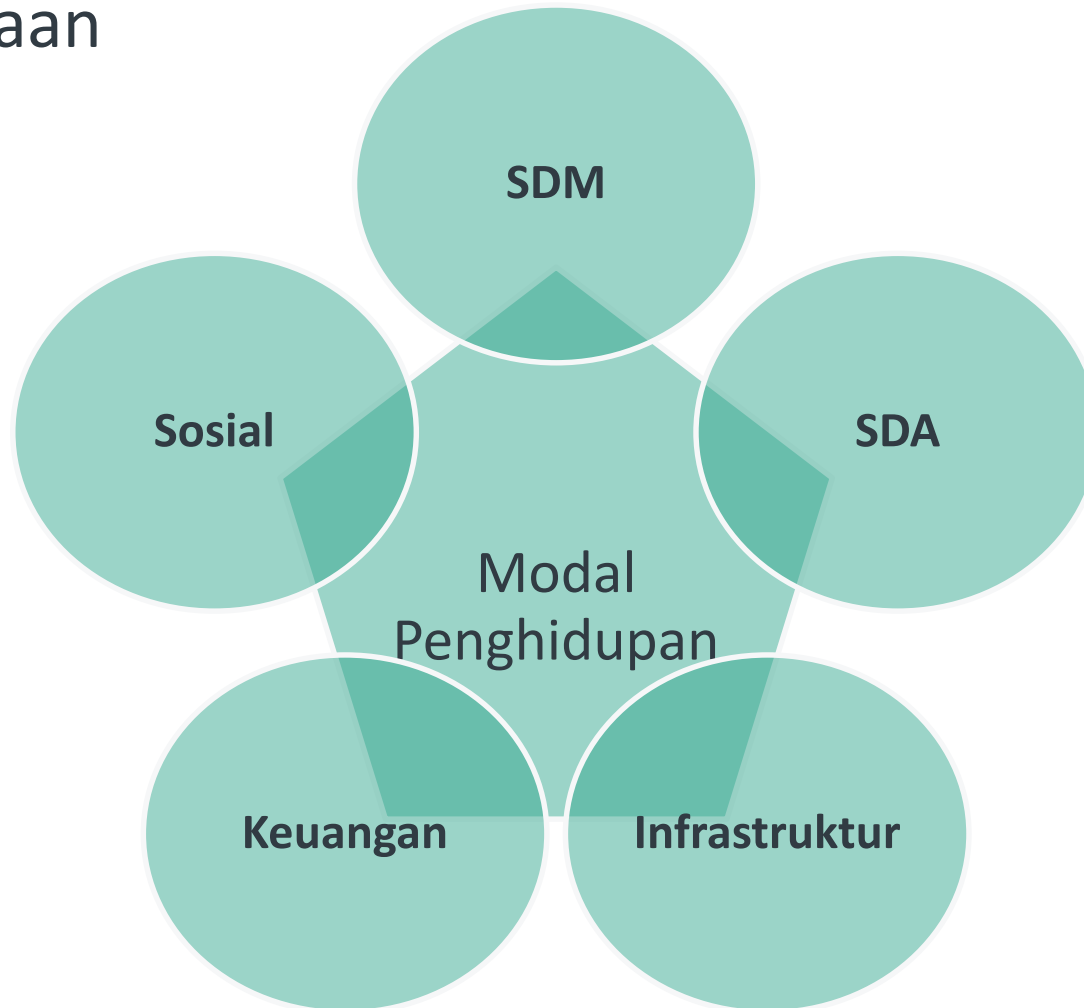 aan
SDM
Sosial
SDA
Modal
Penghidupan
Keuangan
Infrastruktur